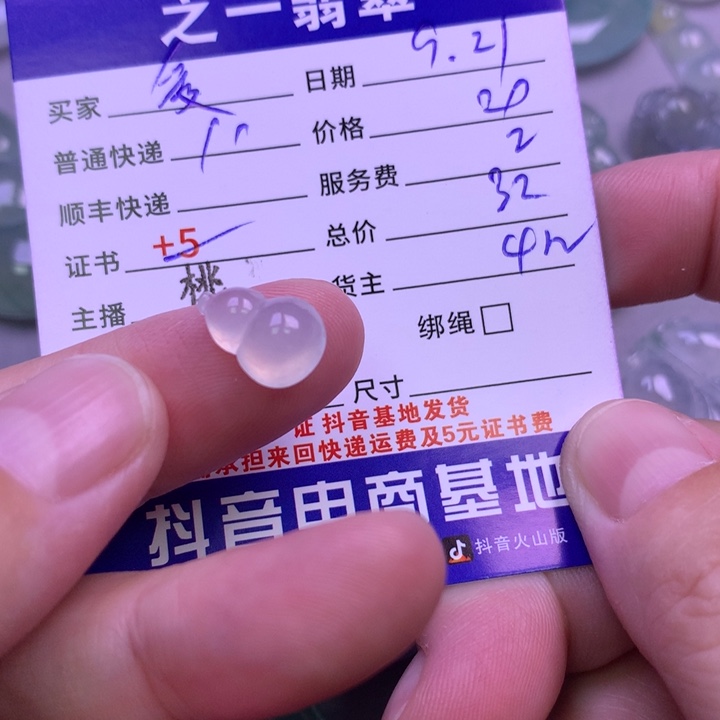 之一翡翠
买家 日期 9.21
普通快递 价格 20
顺丰快递 服务费 2
证书 +5 总价 32
主播 桃 货主
绑绳
尺寸
证 抖音基地发货
承担来回快递运费及5元证书费
抖音电商基地
抖音火山版